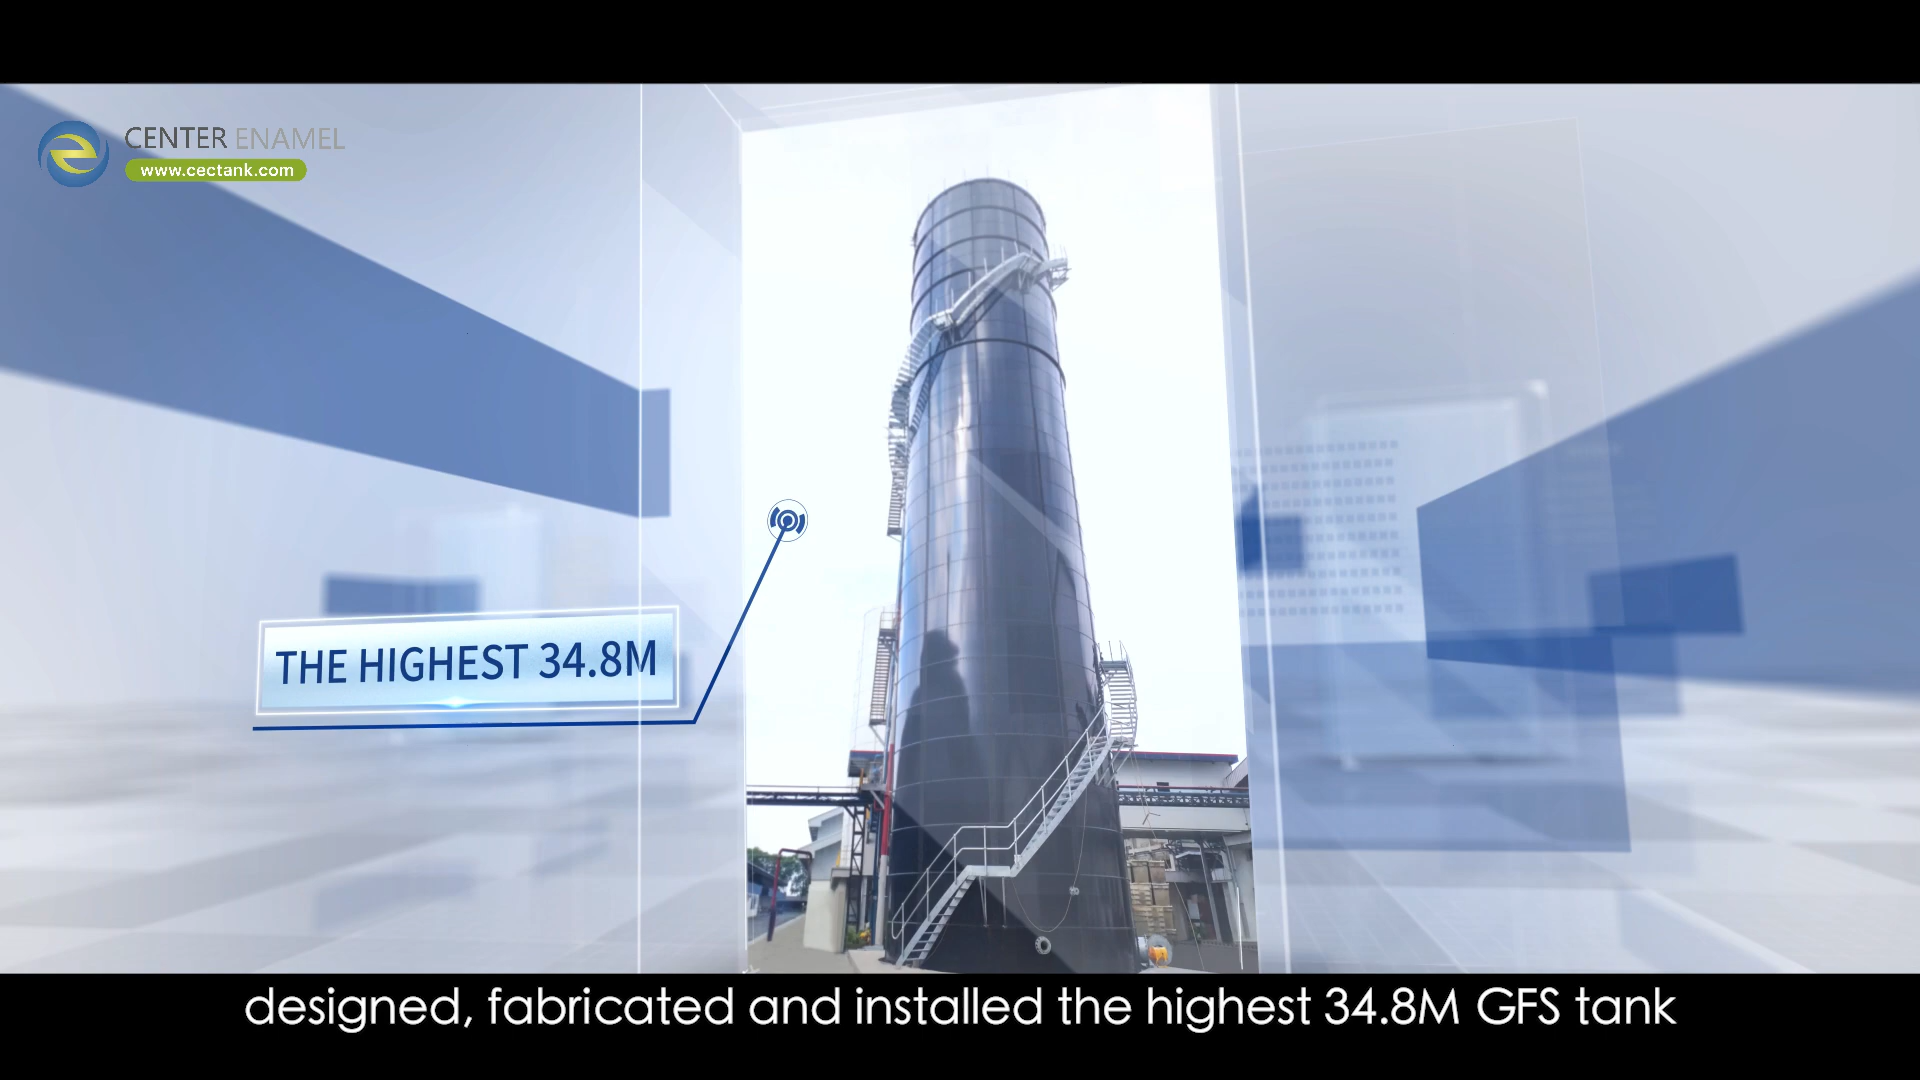 CENTER ENAMEL
www.cectank.com
THE HIGHEST 34.8M
designed, fabricated and installed the highest 34.8M GFS tank